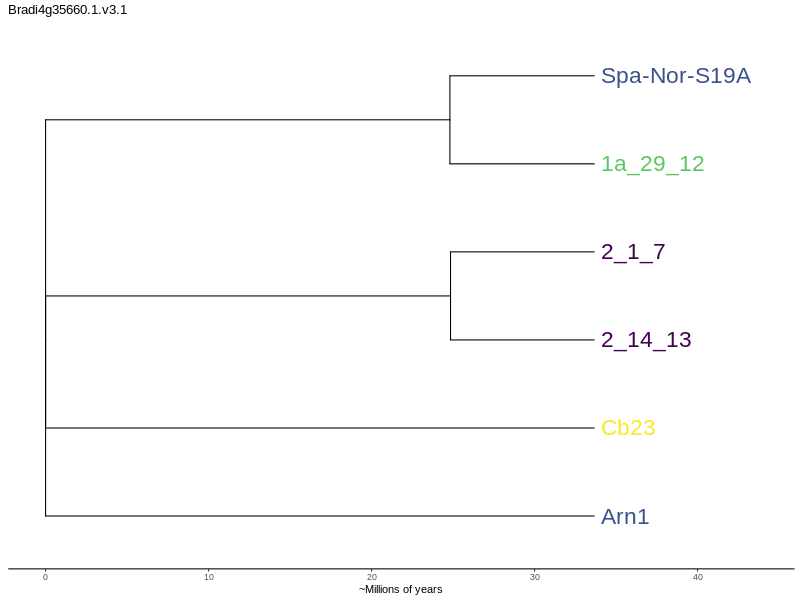 Bradi4g35660.1.v3.1
Spa-Nor-S19A
1a_29_12
2_1_7
2_14_13
Cb23
Arn1
0 10 20 30 40
~Millions of years